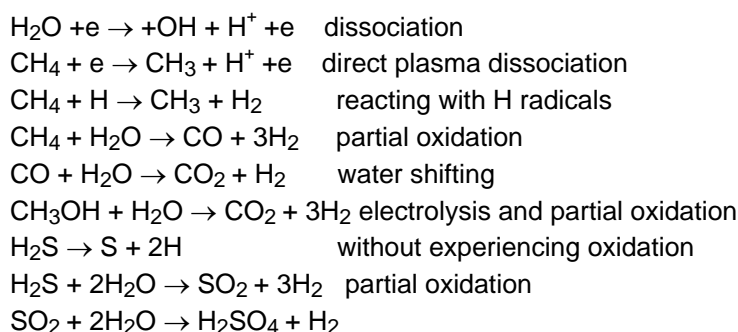 H₂O +e → +OH + H⁺ +e dissociation
CH₄ + e → CH₃ + H⁺ +e direct plasma dissociation
CH₄ + H → CH₃ + H₂ reacting with H radicals
CH₄ + H₂O → CO + 3H₂ partial oxidation
CO + H₂O → CO₂ + H₂ water shifting
CH₃OH + H₂O → CO₂ + 3H₂ electrolysis and partial oxidation
H₂S → S + 2H without experiencing oxidation
H₂S + 2H₂O → SO₂ + 3H₂ partial oxidation
SO₂ + 2H₂O → H₂SO₄ + H₂